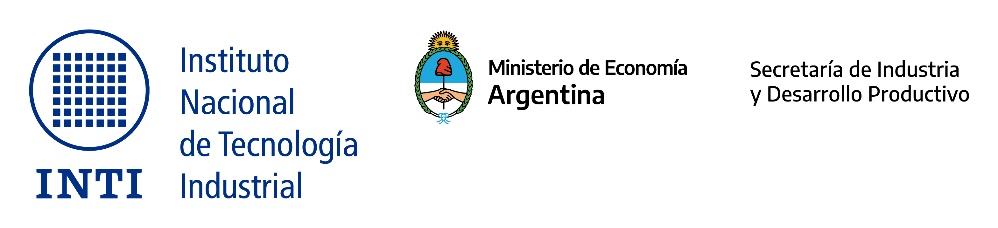 INTI
Instituto
Nacional
de Tecnología
Industrial
Ministerio de Economía
Argentina
Secretaría de Industria
y Desarrollo Productivo